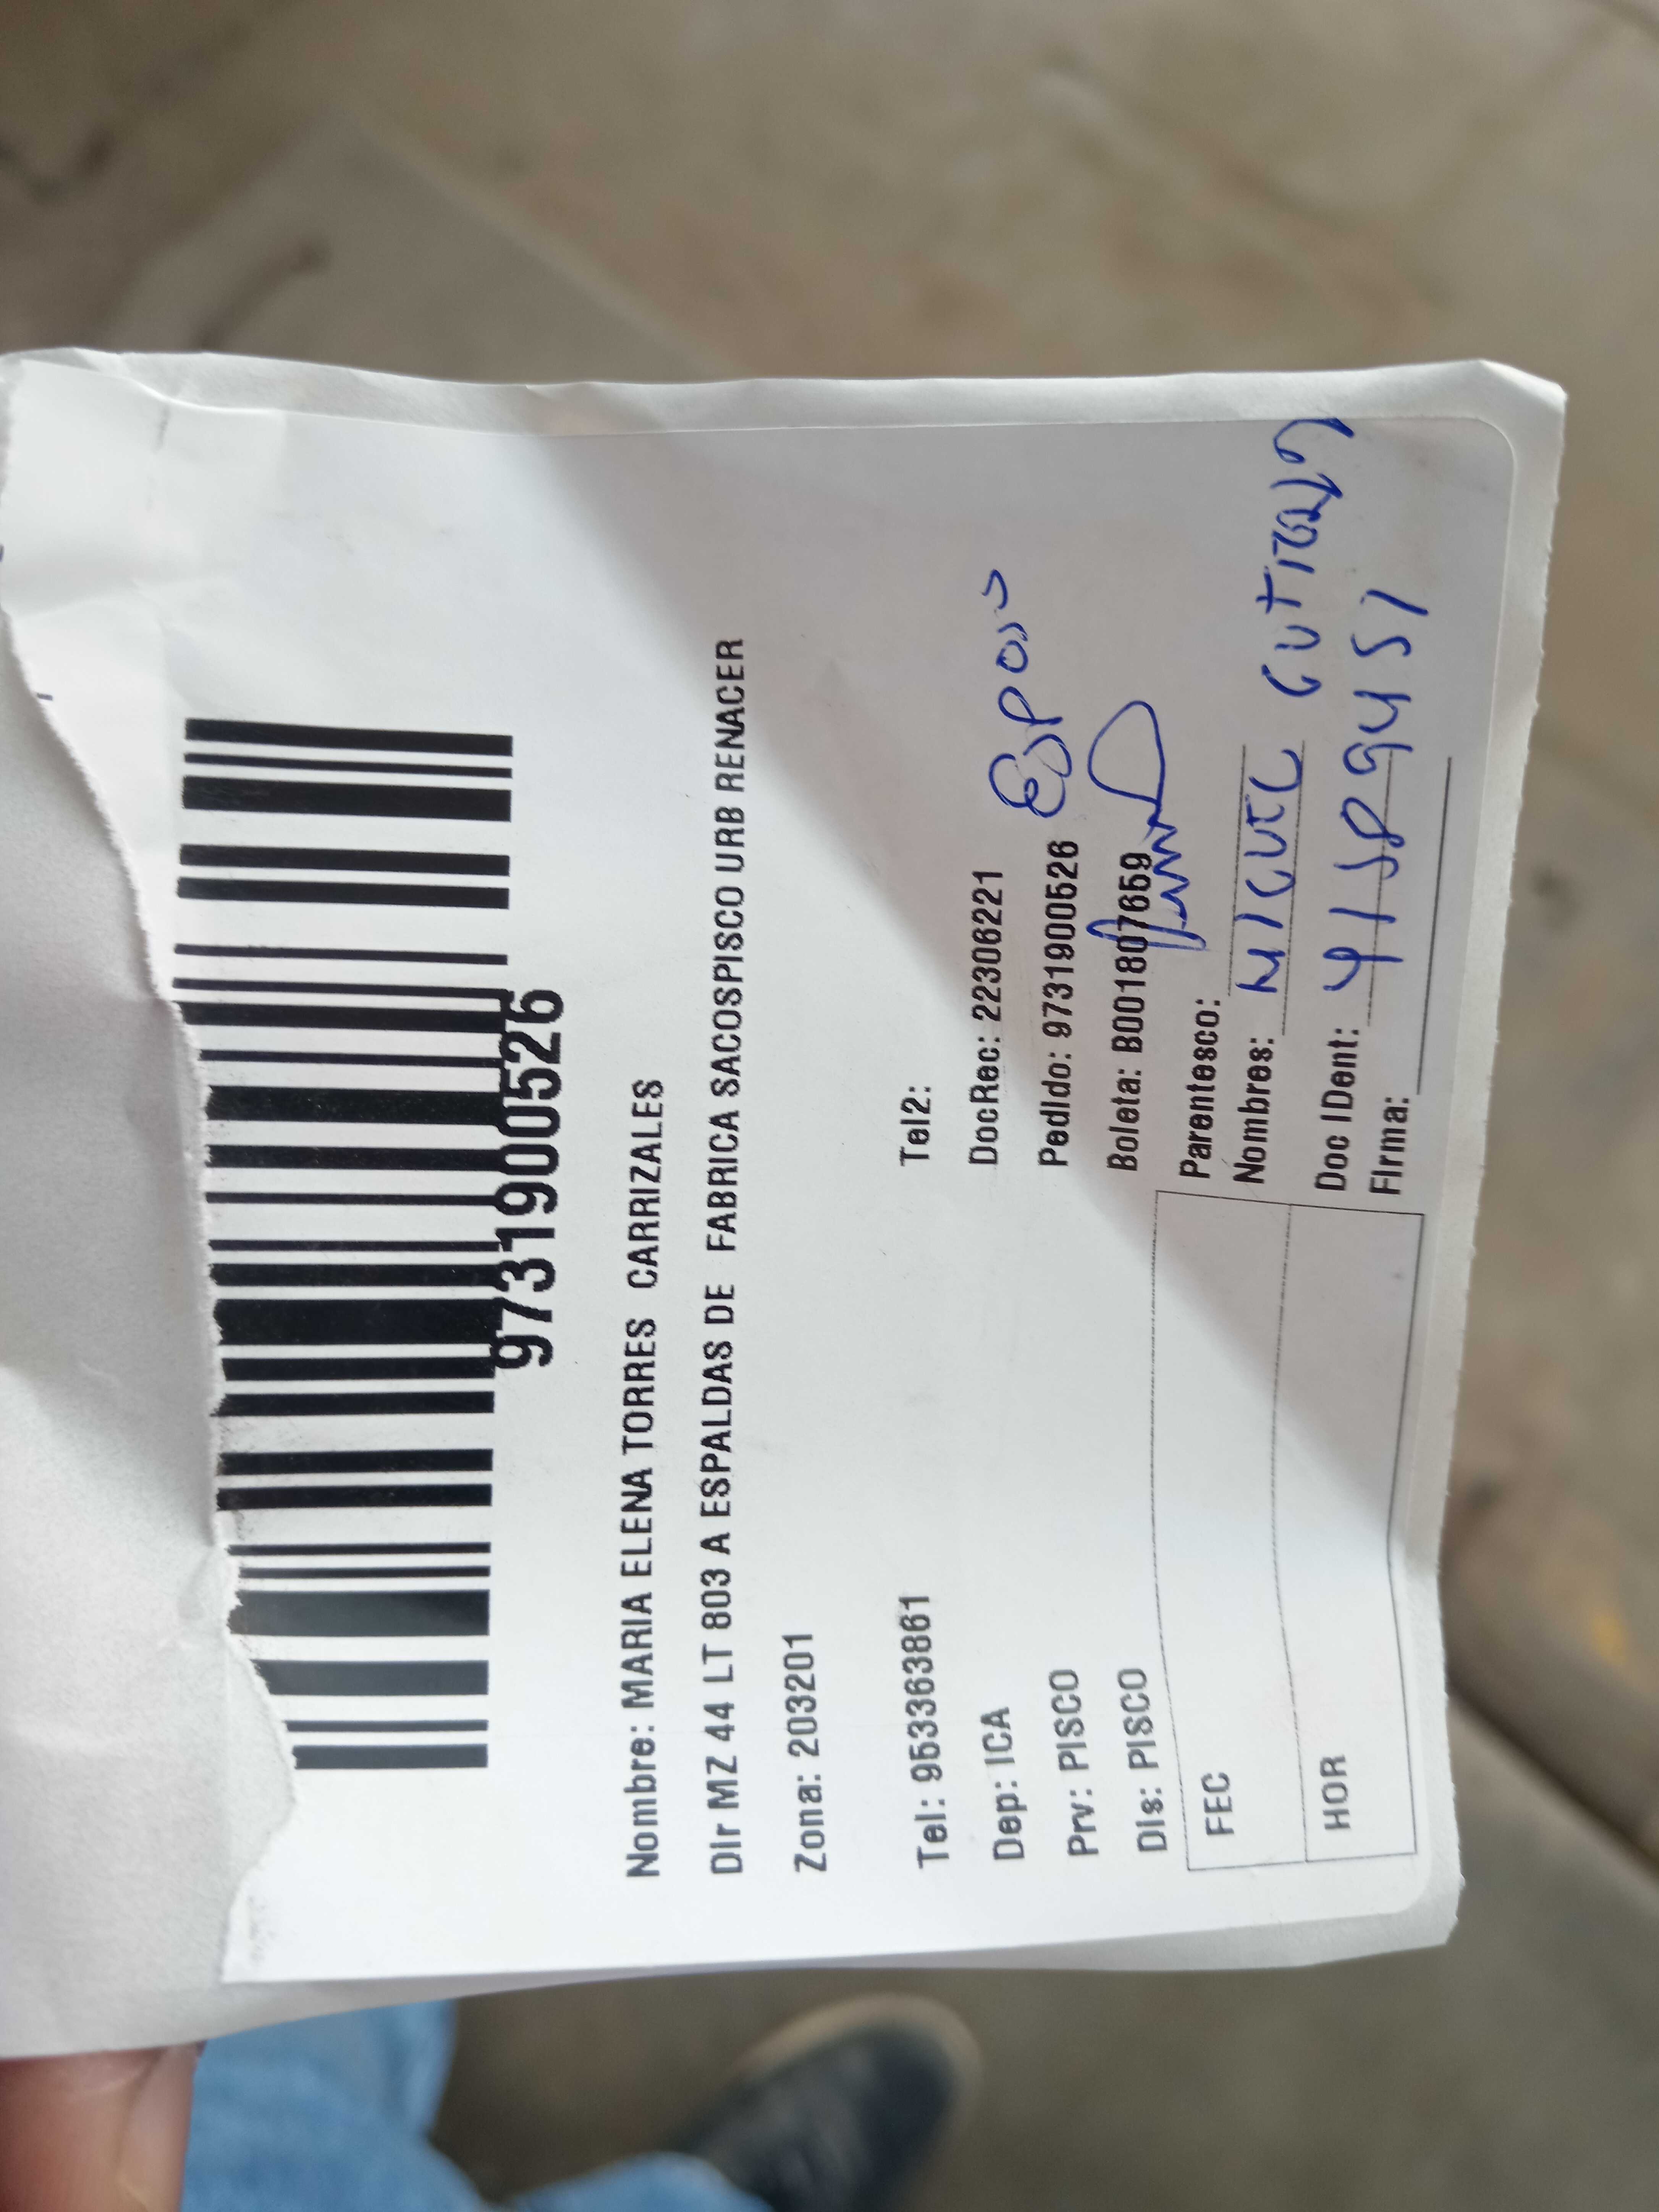 9731900526
Nombre: MARIA ELENA TORRES CARRIZALES
Dir MZ 44 LT 803 A ESPALDAS DE FABRICA SACOSPISCO URB RENACER
Zona: 203201
Tel: 953363861 Tel2:
Dep: ICA DocRec: 22306221
Prv: PISCO Pedido: 9731900526 Esposo
Dis: PISCO Boleta: B001807659
Parentesco:
FEC Nombres: MIGUEL
Doc IDent:
HOR Firma: